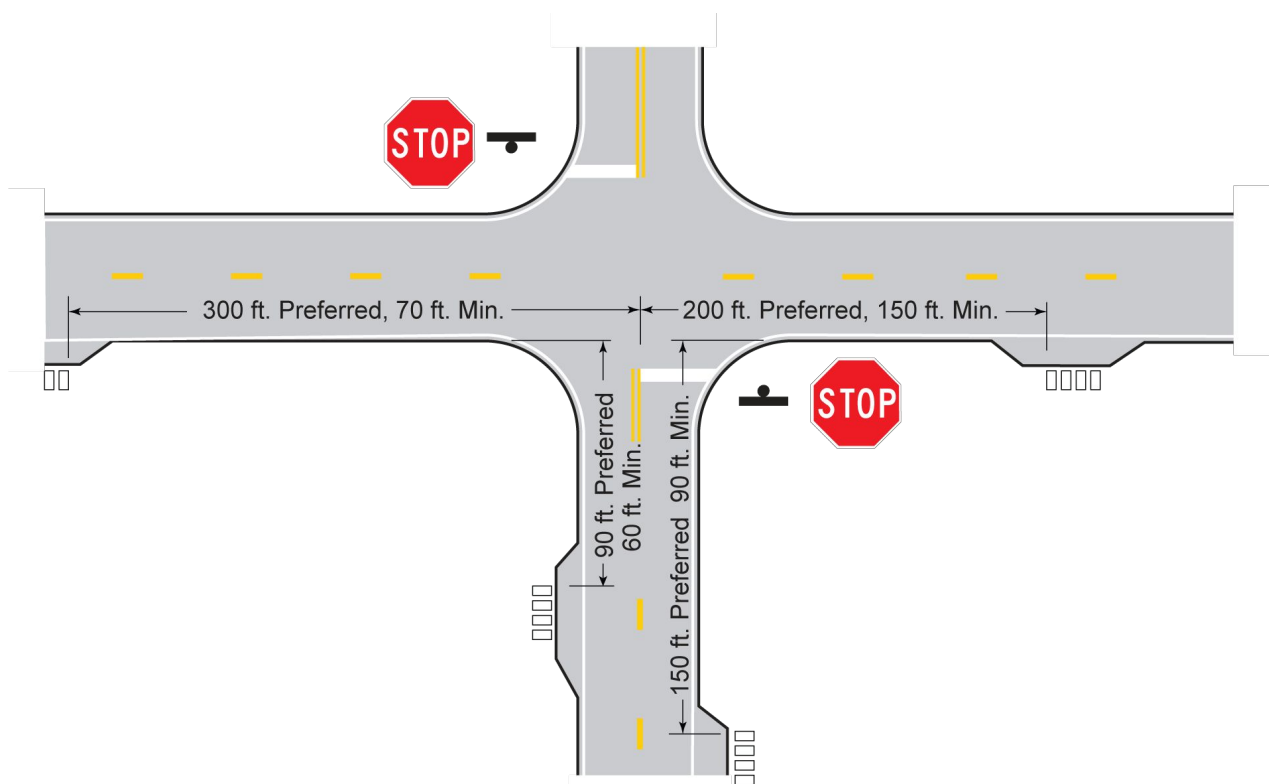 STOP
300 ft. Preferred, 70 ft. Min.
200 ft. Preferred, 150 ft. Min.
STOP
90 ft. Preferred
60 ft. Min.
150 ft. Preferred 90 ft. Min.